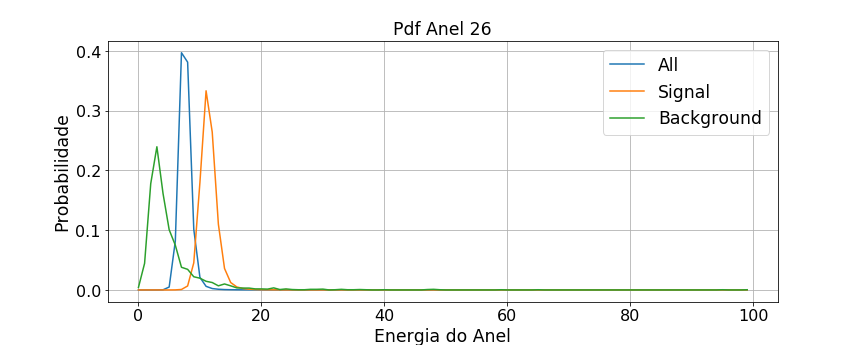 Pdf Anel 26
All
Signal
Background
Probabilidade
0.4
0.3
0.2
0.1
0.0
0 20 40 60 80 100
Energia do Anel